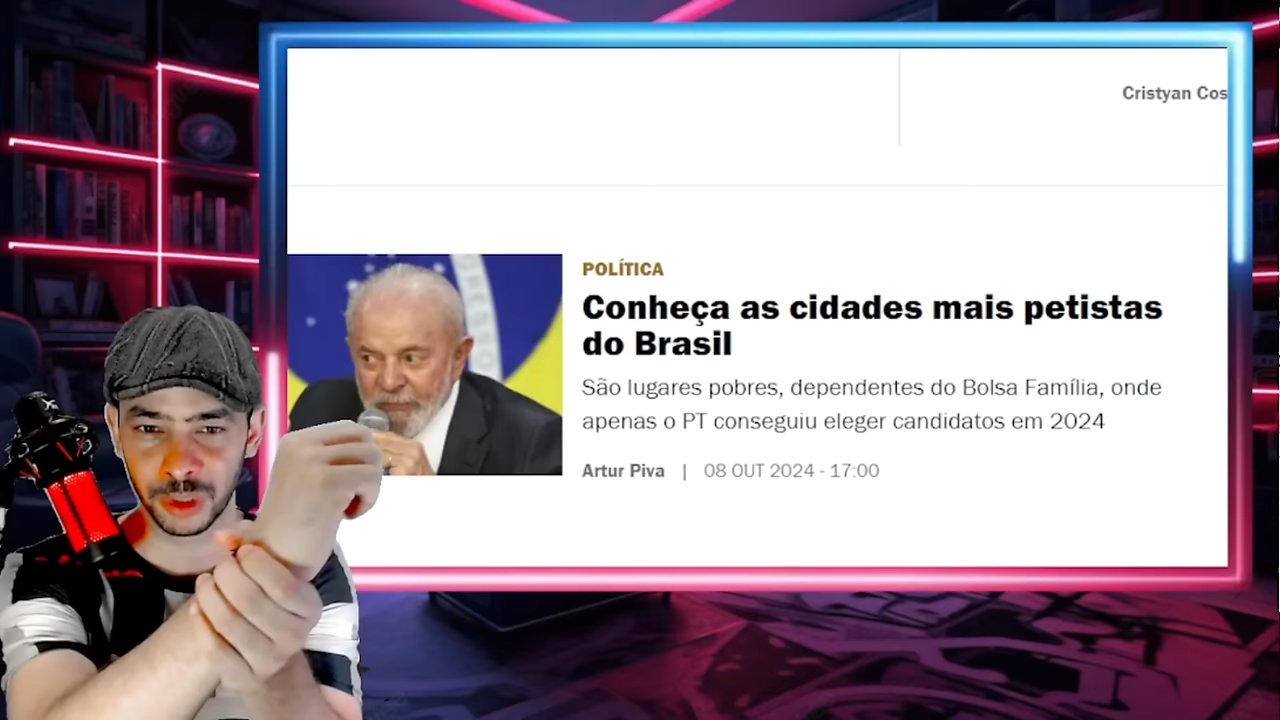 Cristyan Cos
POLÍTICA
Conheça as cidades mais petistas
do Brasil
São lugares pobres, dependentes do Bolsa Família, onde
apenas o PT conseguiu eleger candidatos em 2024
Artur Piva | 08 OUT 2024 - 17:00